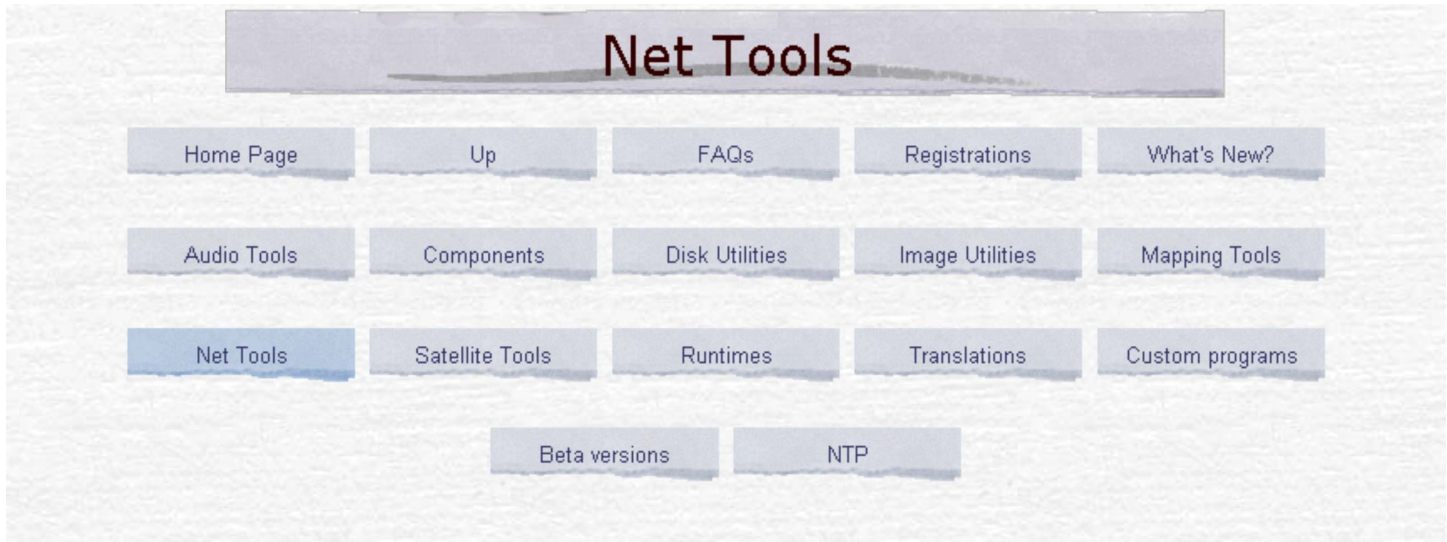 Net Tools
Home Page Up FAQs Registrations What's New?
Audio Tools Components Disk Utilities Image Utilities Mapping Tools
Net Tools Satellite Tools Runtimes Translations Custom programs
Beta versions NTP